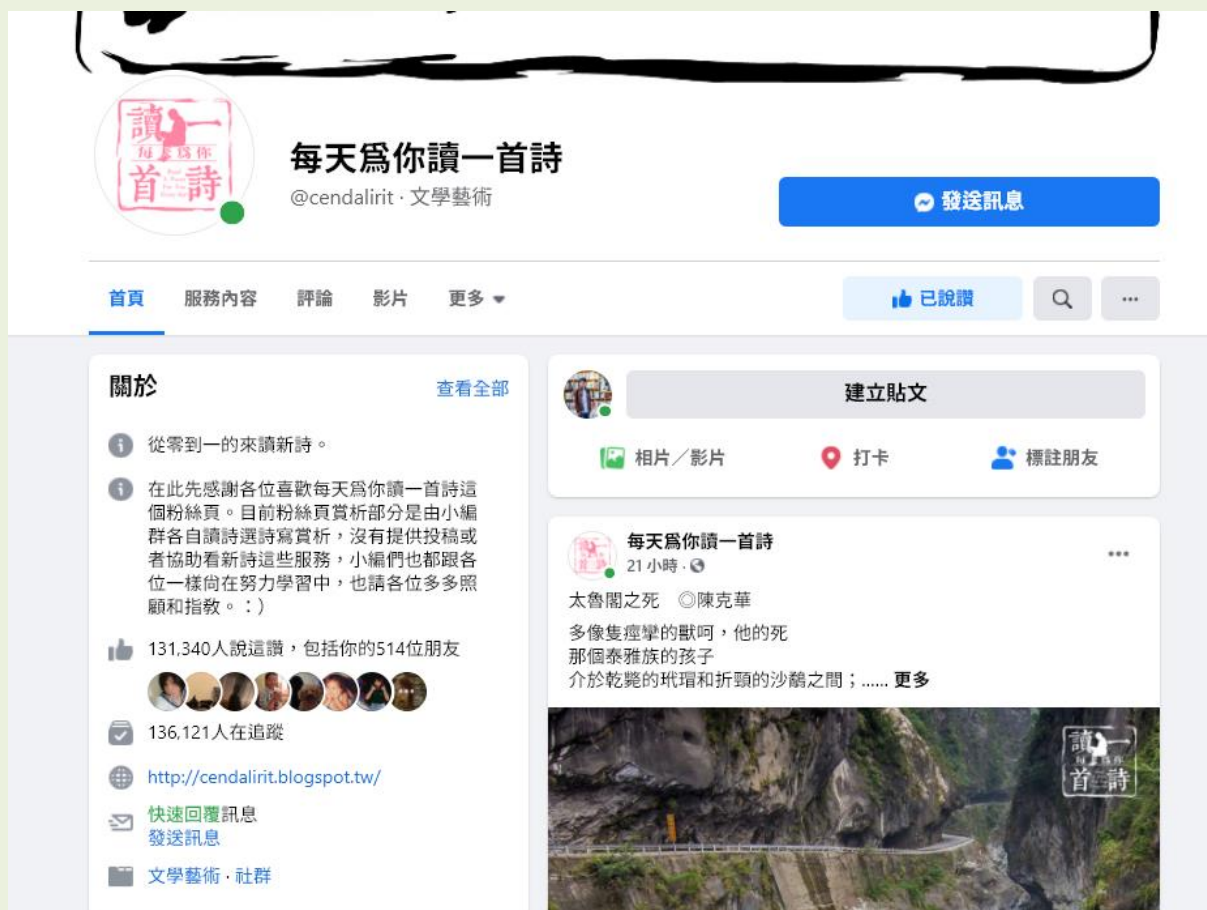 讀一
每天爲你
首詩
每天爲你讀一首詩
@cendalirit · 文學藝術
發送訊息
首頁 服務內容 評論 影片 更多
已說讚
關於 查看全部
從零到一的來讀新詩。
在此先感謝各位喜歡每天爲你讀一首詩這
個粉絲頁。目前粉絲頁賞析部分是由小編
群各自讀詩選詩寫賞析，沒有提供投稿或
者協助看新詩這些服務，小編們也都跟各
位一樣尚在努力學習中，也請各位多多照
顧和指教。：）
131,340人說這讚，包括你的514位朋友
136,121人在追蹤
http://cendalirit.blogspot.tw/
快速回覆訊息
發送訊息
文學藝術 · 社群
建立貼文
相片／影片 打卡 標註朋友
每天爲你讀一首詩
21 小時 ·
太魯閣之死　◎陳克華
多像隻痙攣的獸呵，他的死
那個泰雅族的孩子
介於乾斃的玳瑁和折頸的沙鷸之間；...... 更多
讀一
每天爲你
首詩